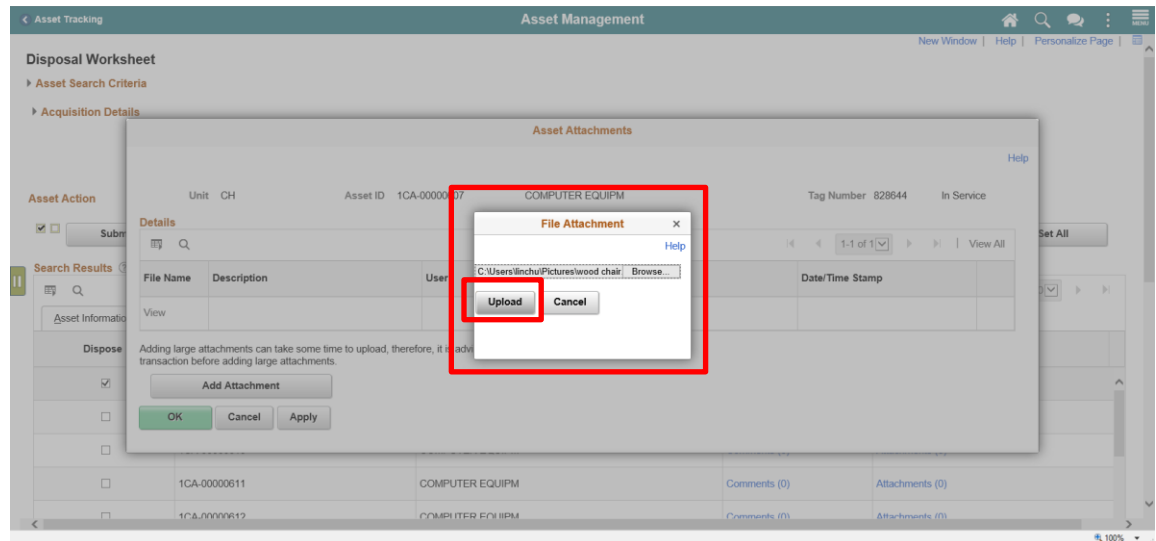 Asset Tracking
Asset Management
MENU
New Window | Help | Personalize Page |
Disposal Worksheet
Asset Search Criteria
Acquisition Details
Asset Attachments
Help
Asset Action
Unit CH Asset ID 1CA-00000607 COMPUTER EQUIPM Tag Number 828644 In Service
Subm
Details
File Attachment ×
Set All
1-1 of 1 | View All
Help
Search Results
File Name Description User Date/Time Stamp
C:\Users\linchu\Pictures\wood chair Browse...
Upload Cancel
Asset Informatio
View
Dispose
Adding large attachments can take some time to upload, therefore, it is advi
transaction before adding large attachments.
Add Attachment
OK Cancel Apply
1CA-00000611 COMPUTER EQUIPM Comments (0) Attachments (0)
1CA-00000612 COMPUTER EQUIPM Comments (0) Attachments (0)
100%